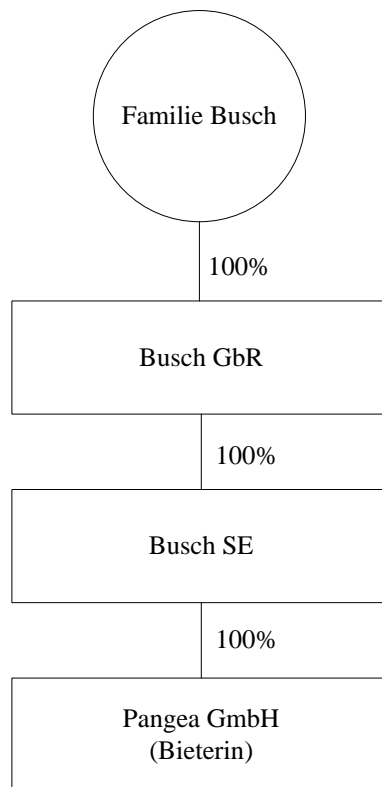 Familie Busch
100%
Busch GbR
100%
Busch SE
100%
Pangea GmbH
(Bieterin)